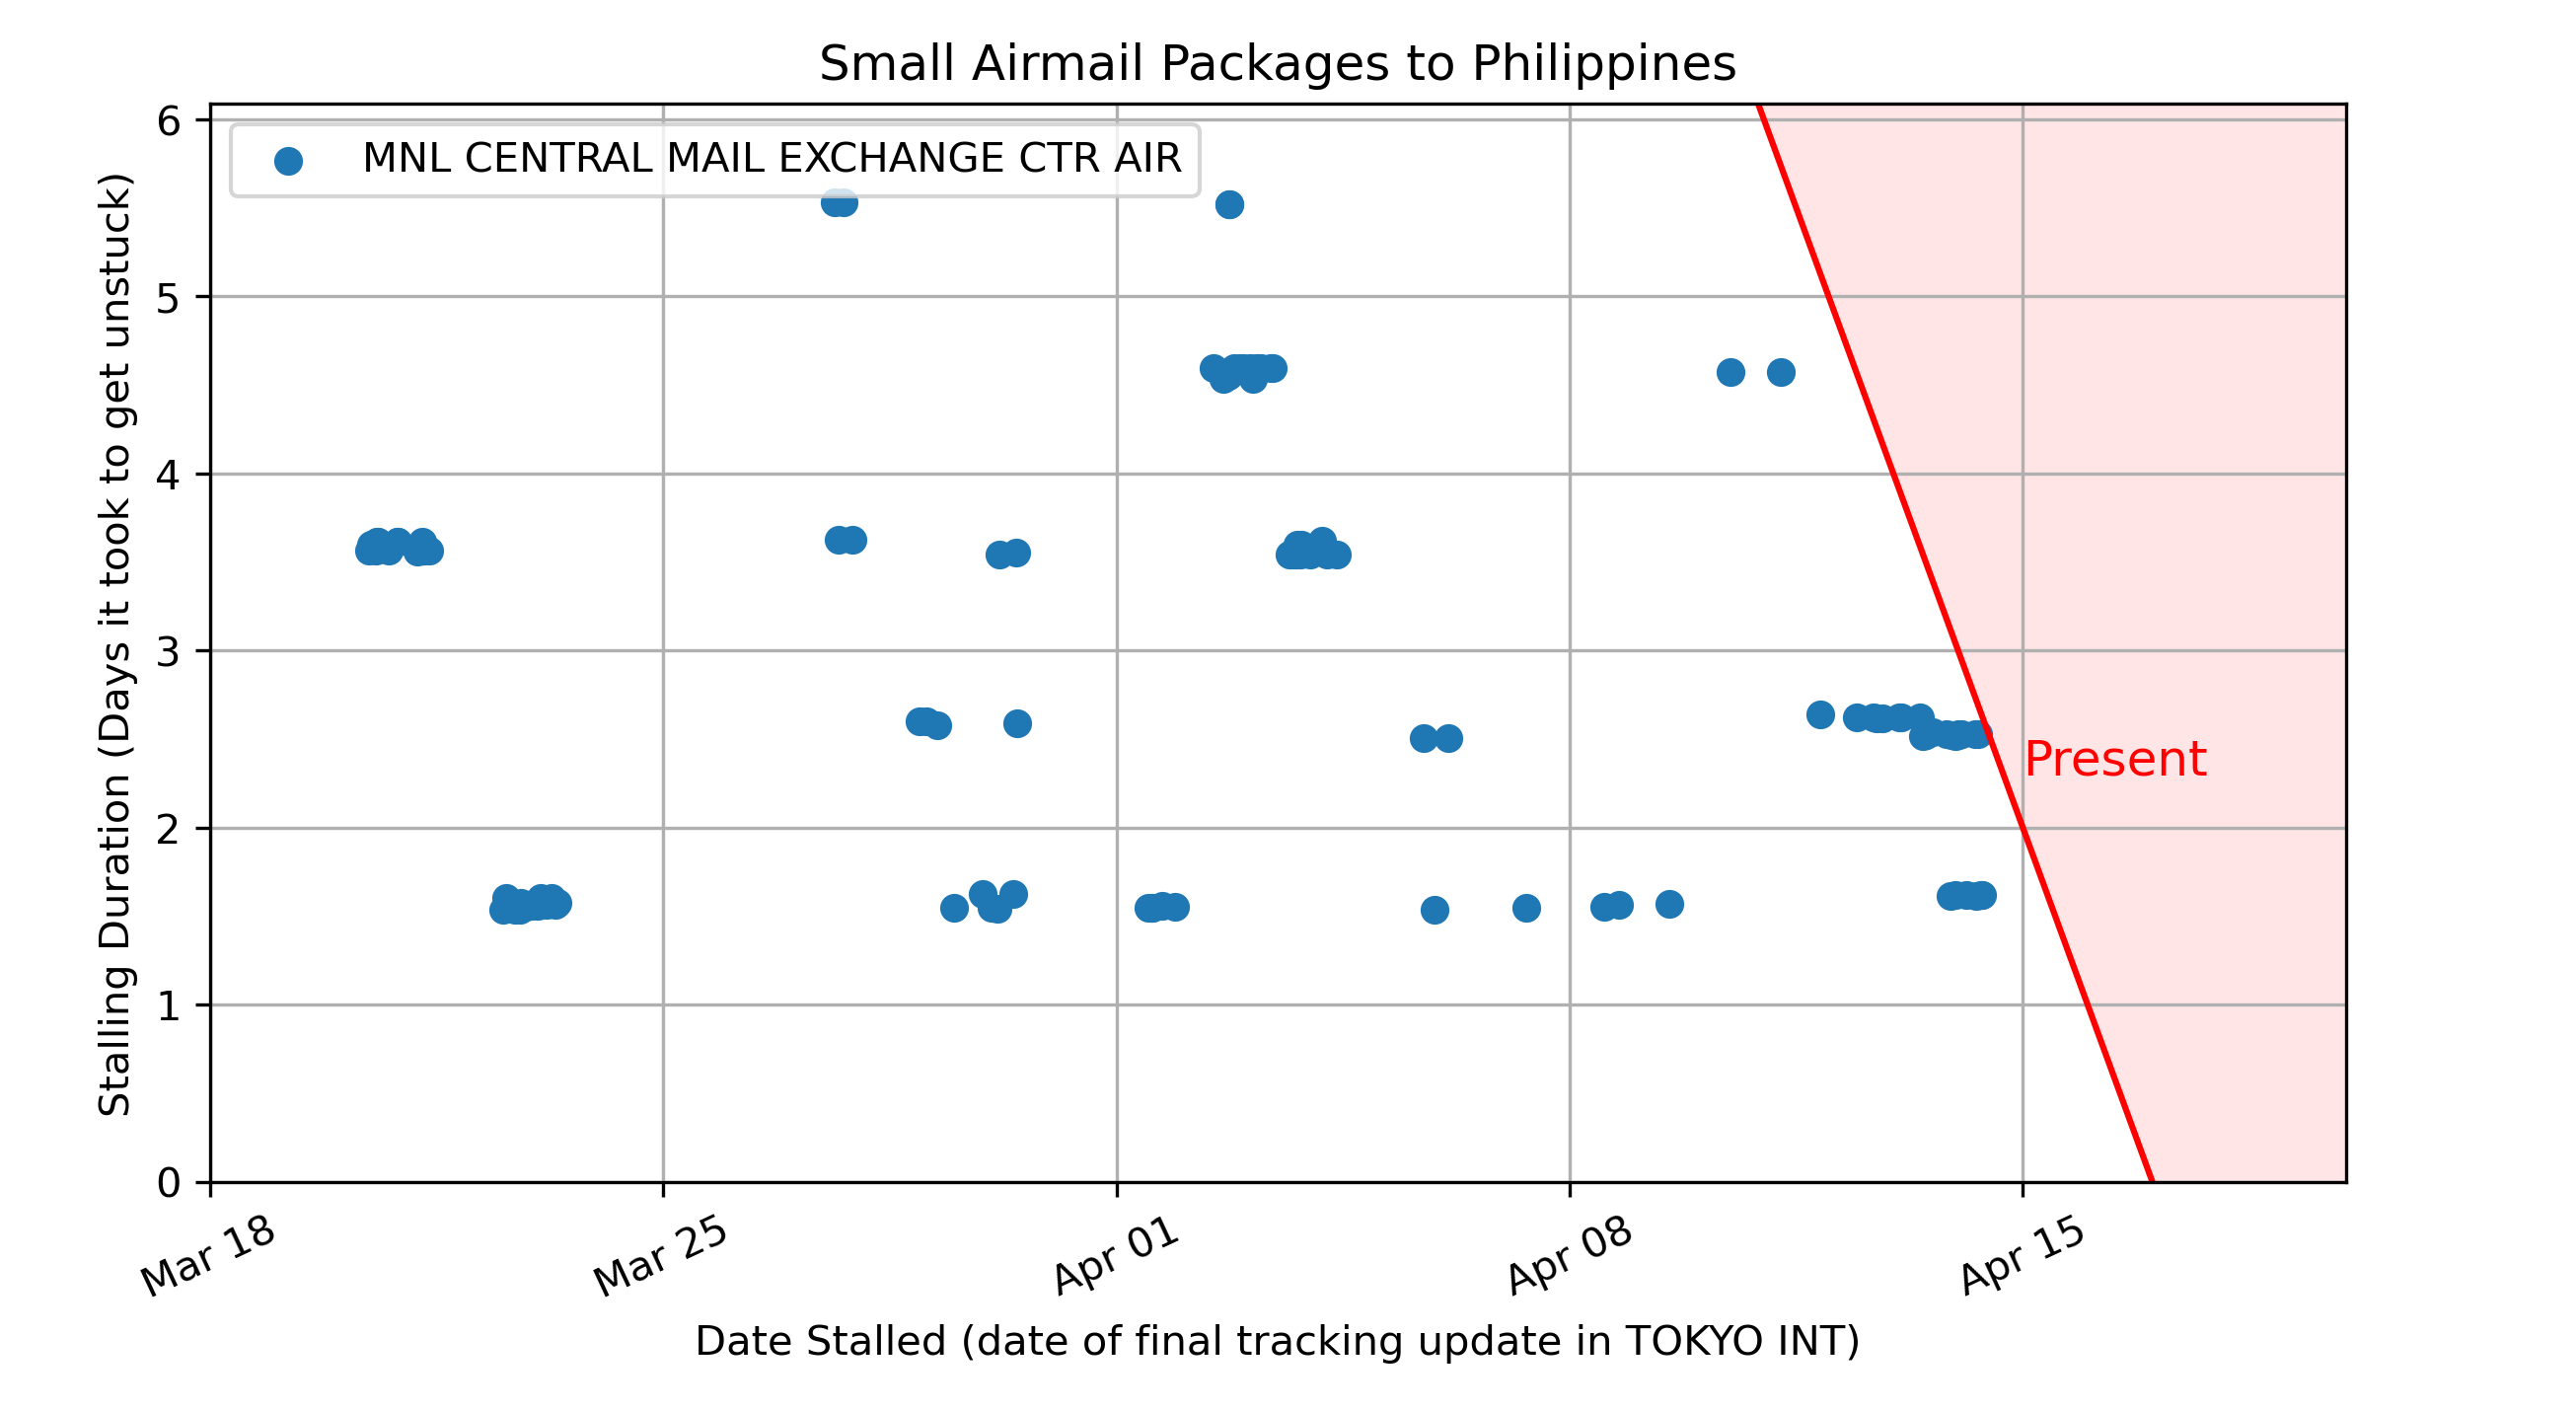 Small Airmail Packages to Philippines
MNL CENTRAL MAIL EXCHANGE CTR AIR
Stalling Duration (Days it took to get unstuck)
6
5
4
3
2
1
0
Present
Mar 18
Mar 25
Apr 01
Apr 08
Apr 15
Date Stalled (date of final tracking update in TOKYO INT)